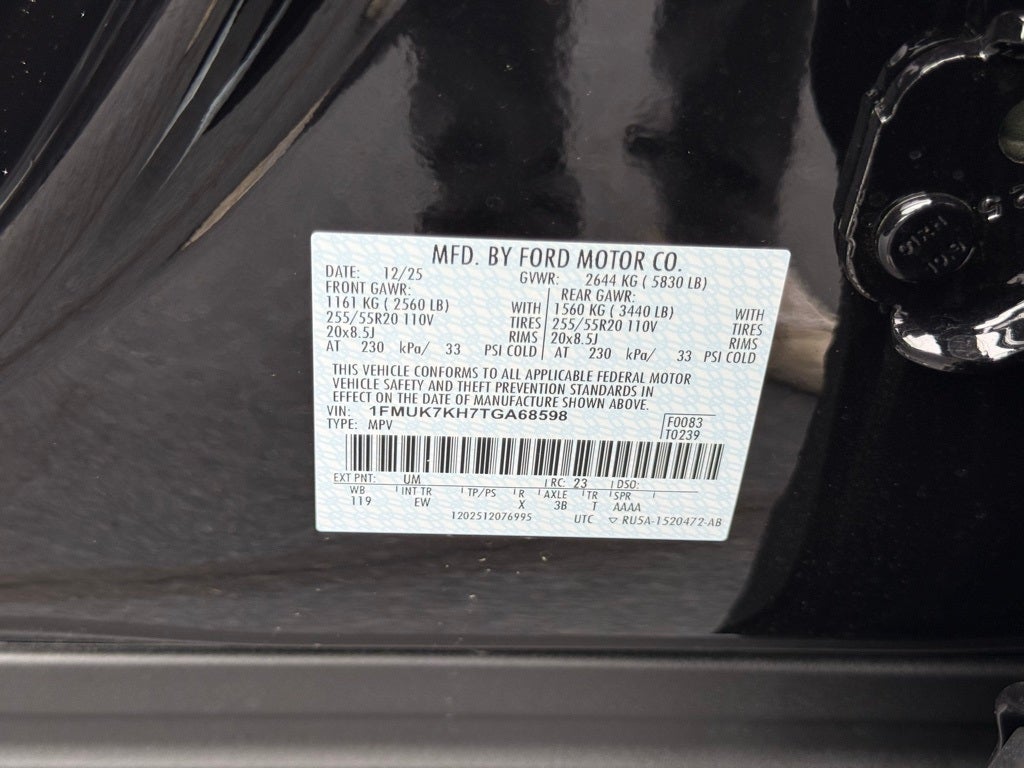 MFD. BY FORD MOTOR CO.
DATE: 12/25 GVWR: 2644 KG ( 5830 LB)
FRONT GAWR: REAR GAWR:
1161 KG ( 2560 LB) WITH 1560 KG ( 3440 LB) WITH
255/55R20 110V TIRES 255/55R20 110V TIRES
20x8.5J RIMS 20x8.5J RIMS
AT 230 kPa/ 33 PSI COLD AT 230 kPa/ 33 PSI COLD
THIS VEHICLE CONFORMS TO ALL APPLICABLE FEDERAL MOTOR
VEHICLE SAFETY AND THEFT PREVENTION STANDARDS IN
EFFECT ON THE DATE OF MANUFACTURE SHOWN ABOVE.
VIN: 1FMUK7KH7TGA68598 F0083
TYPE: MPV T0239
EXT PNT: UM RC: 23 DSO:
WB INT TR TP/PS R AXLE TR SPR
119 EW X 3B T AAAA
1202512076995 UTC ▽ RU5A-1520472-AB